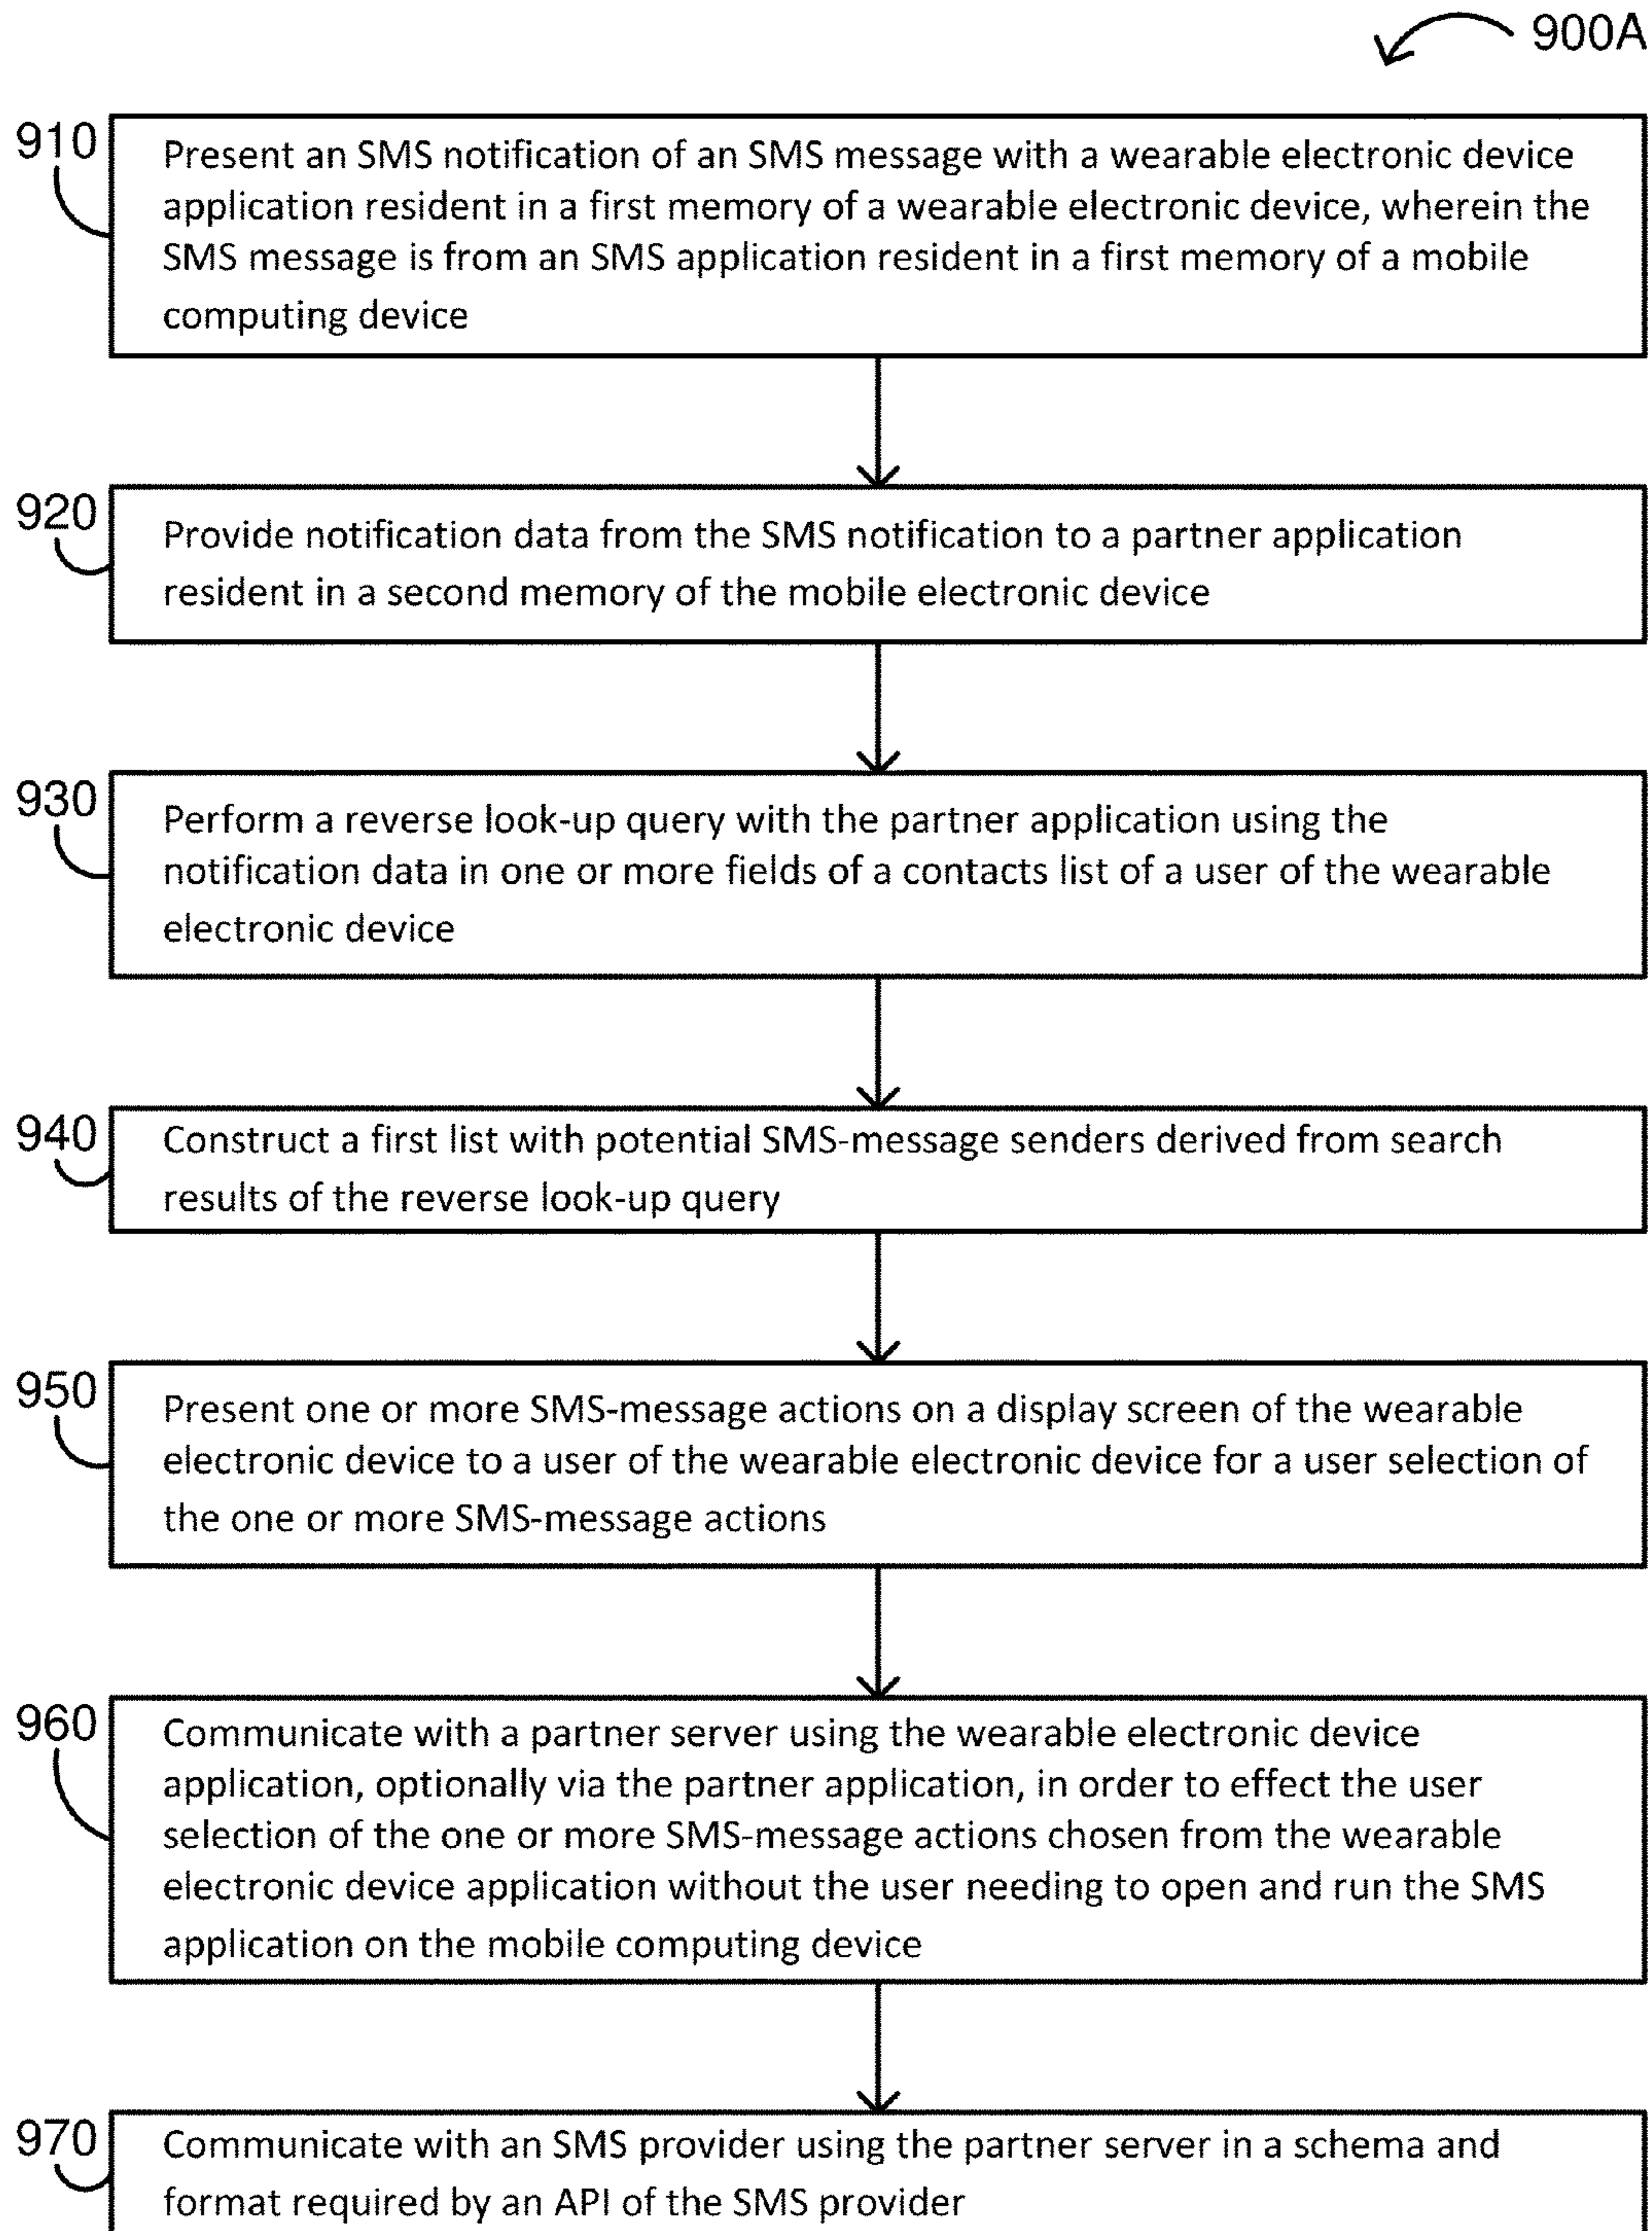 900A
910
Present an SMS notification of an SMS message with a wearable electronic device
application resident in a first memory of a wearable electronic device, wherein the
SMS message is from an SMS application resident in a first memory of a mobile
computing device
920
Provide notification data from the SMS notification to a partner application
resident in a second memory of the mobile electronic device
930
Perform a reverse look-up query with the partner application using the
notification data in one or more fields of a contacts list of a user of the wearable
electronic device
940
Construct a first list with potential SMS-message senders derived from search
results of the reverse look-up query
950
Present one or more SMS-message actions on a display screen of the wearable
electronic device to a user of the wearable electronic device for a user selection of
the one or more SMS-message actions
960
Communicate with a partner server using the wearable electronic device
application, optionally via the partner application, in order to effect the user
selection of the one or more SMS-message actions chosen from the wearable
electronic device application without the user needing to open and run the SMS
application on the mobile computing device
970
Communicate with an SMS provider using the partner server in a schema and
format required by an API of the SMS provider